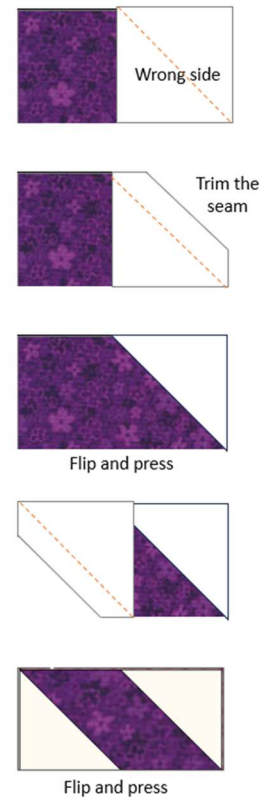 Wrong side
Trim the
seam
Flip and press
Flip and press